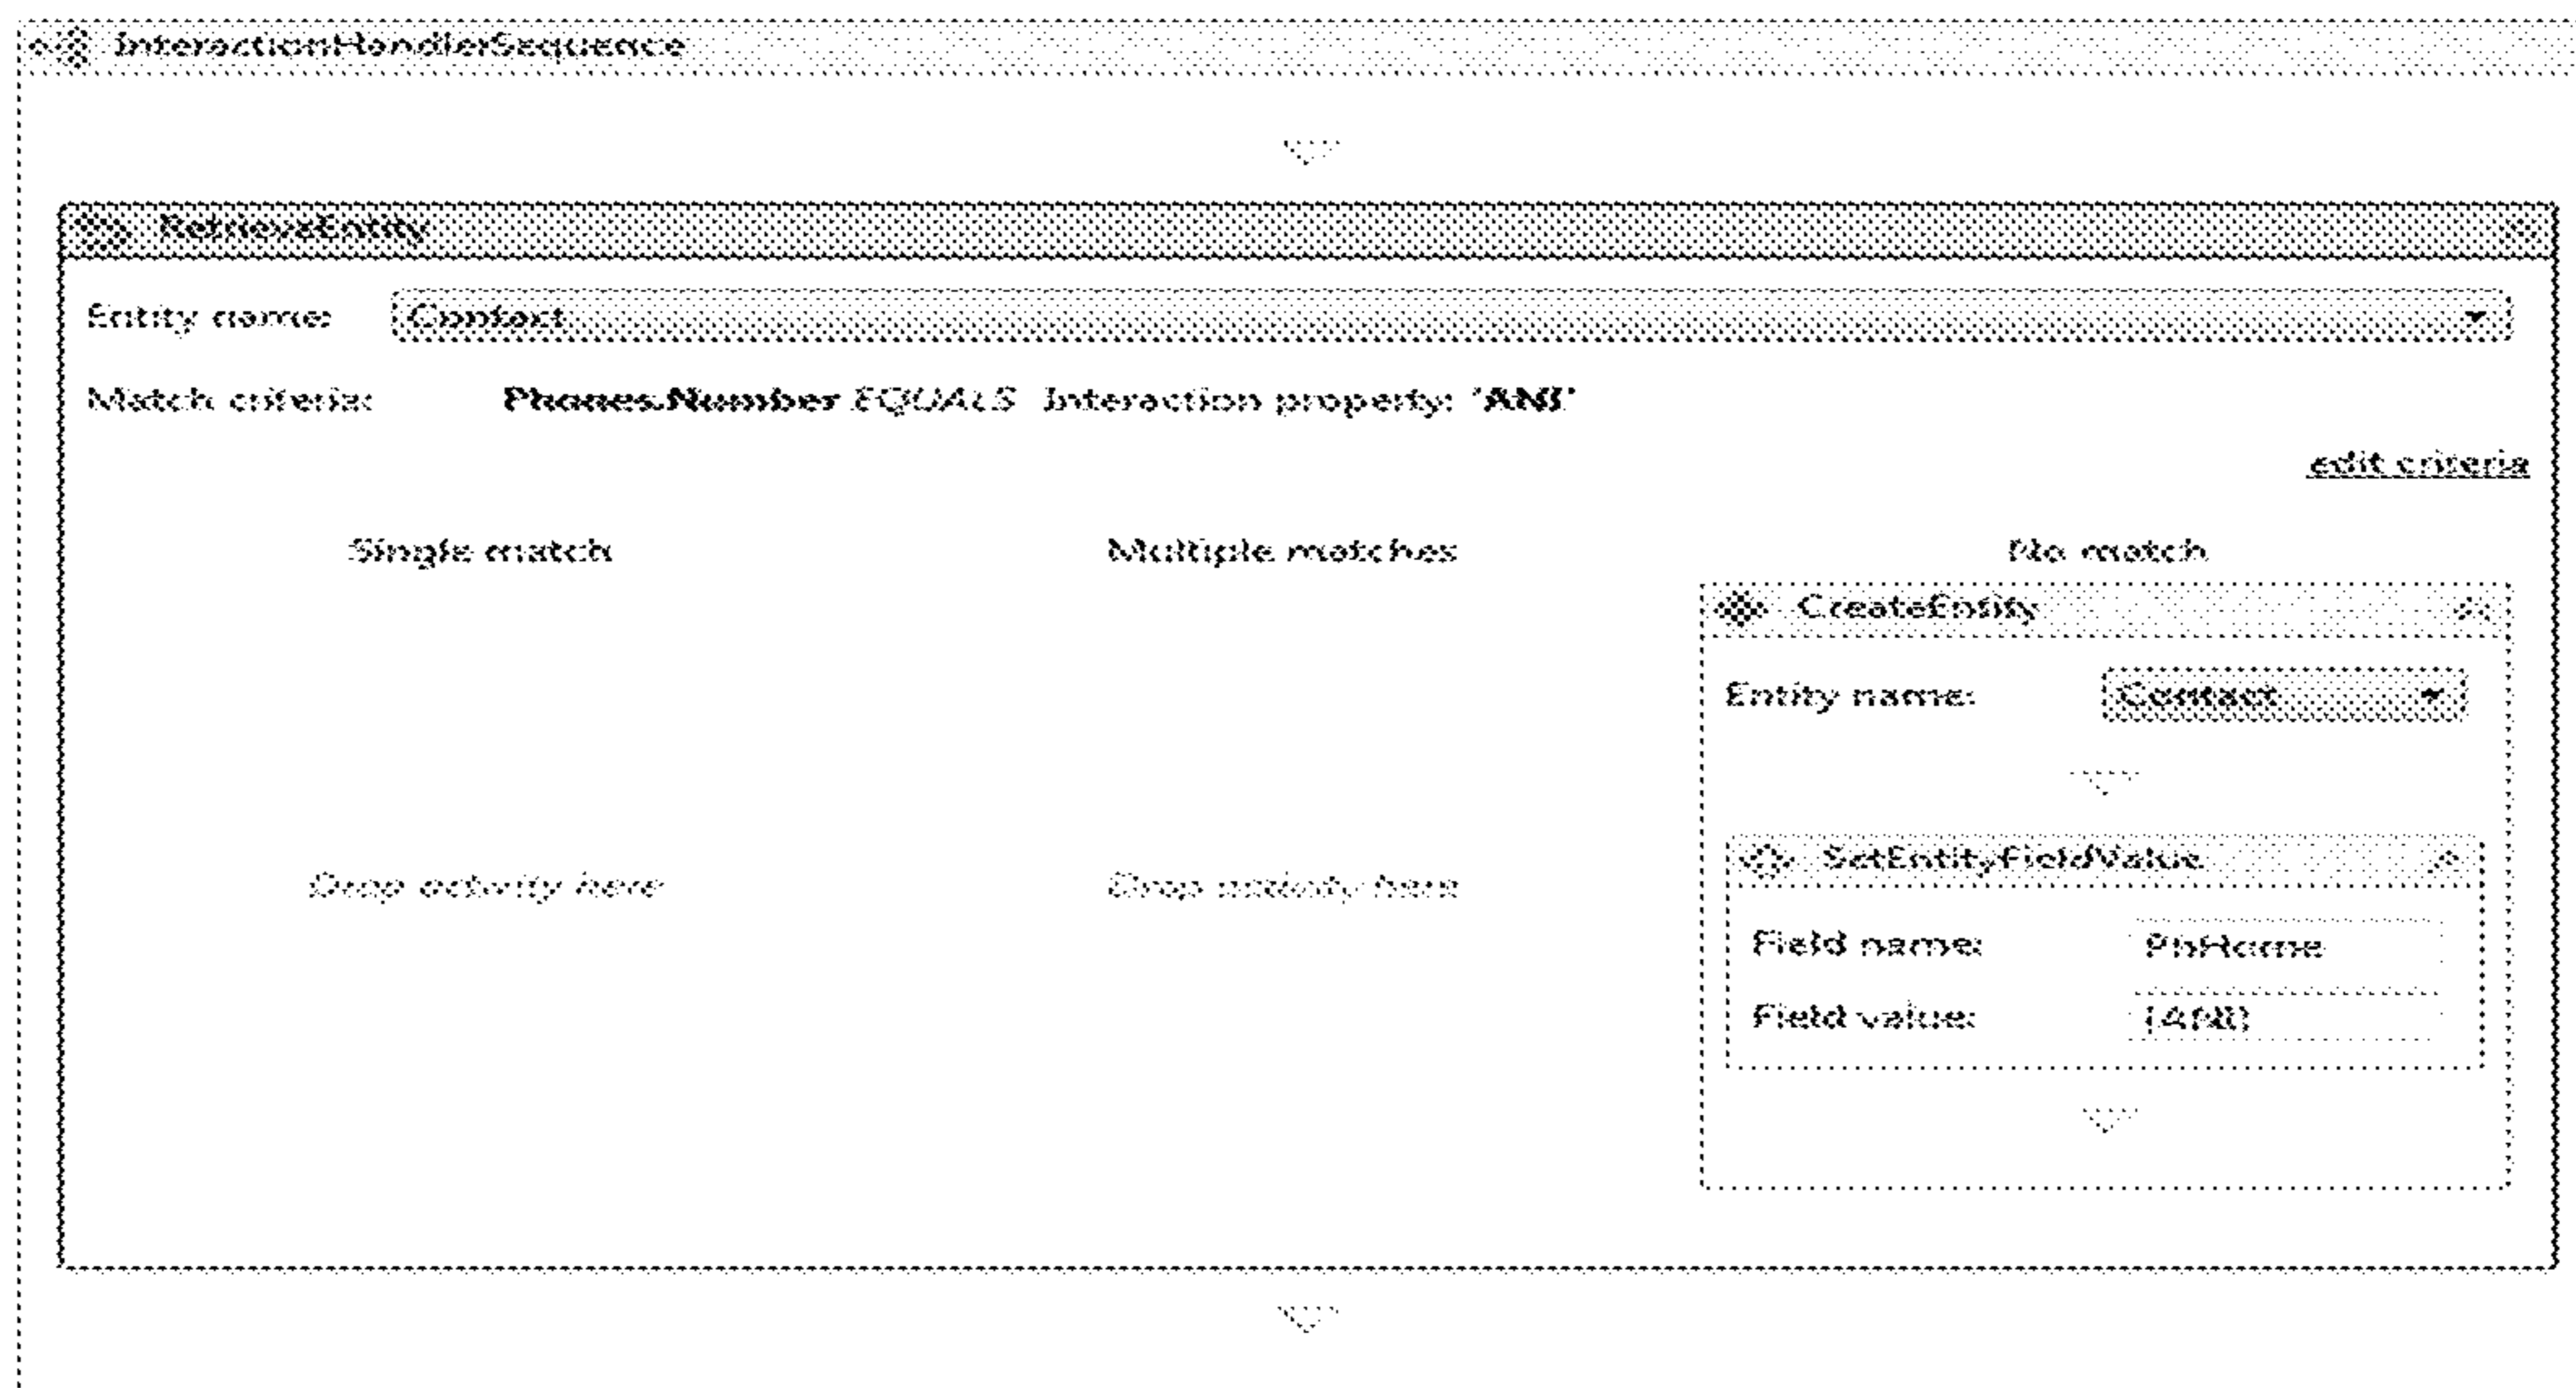 InteractionHandlerSequence
RetrieveEntity
Entity name: Contact
Match criteria: Phones.Number EQUALS Interaction property: 'ANI'
edit criteria
Single match Multiple matches No match
CreateEntity
Entity name: Contact
SetEntityFieldValue
Drop activity here Drop activity here
Field name: PhHome
Field value: [ANI]